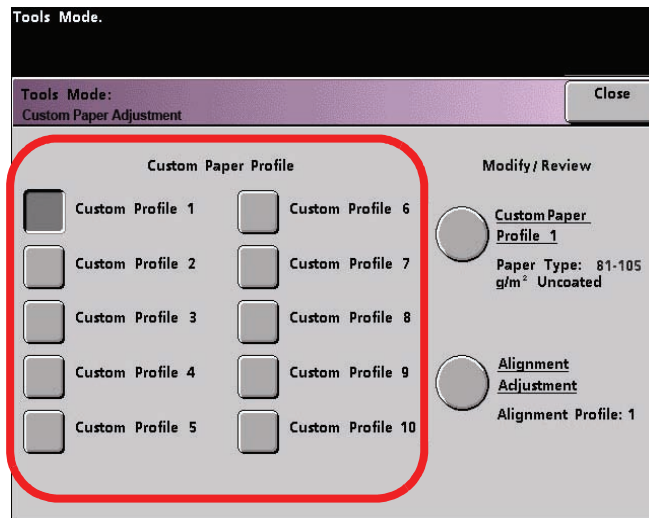 Tools Mode.
Tools Mode:
Close
Custom Paper Adjustment
Custom Paper Profile
Custom Profile 1
Custom Profile 2
Custom Profile 3
Custom Profile 4
Custom Profile 5
Custom Profile 6
Custom Profile 7
Custom Profile 8
Custom Profile 9
Custom Profile 10
Modify/Review
Custom Paper
Profile 1
Paper Type: 81-105
g/m² Uncoated
Alignment
Adjustment
Alignment Profile: 1